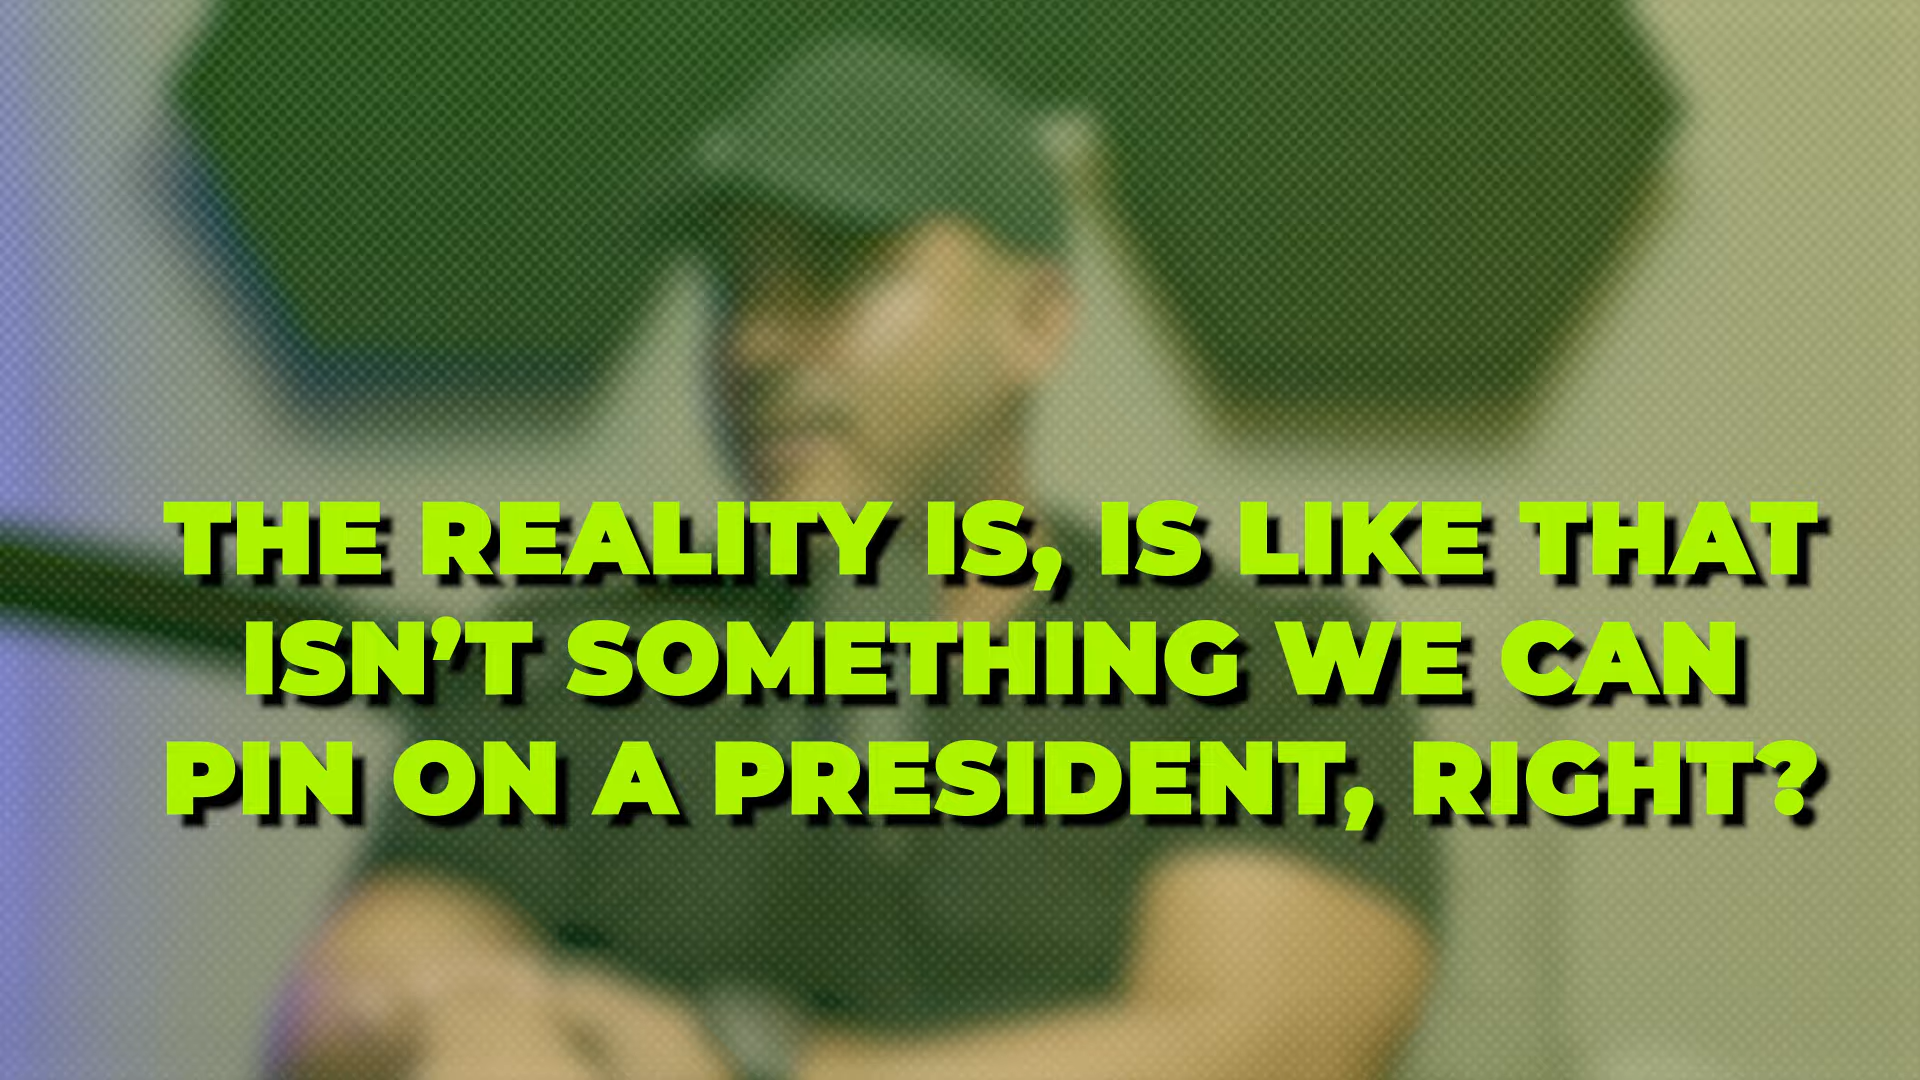 THE REALITY IS, IS LIKE THAT
ISN’T SOMETHING WE CAN
PIN ON A PRESIDENT, RIGHT?